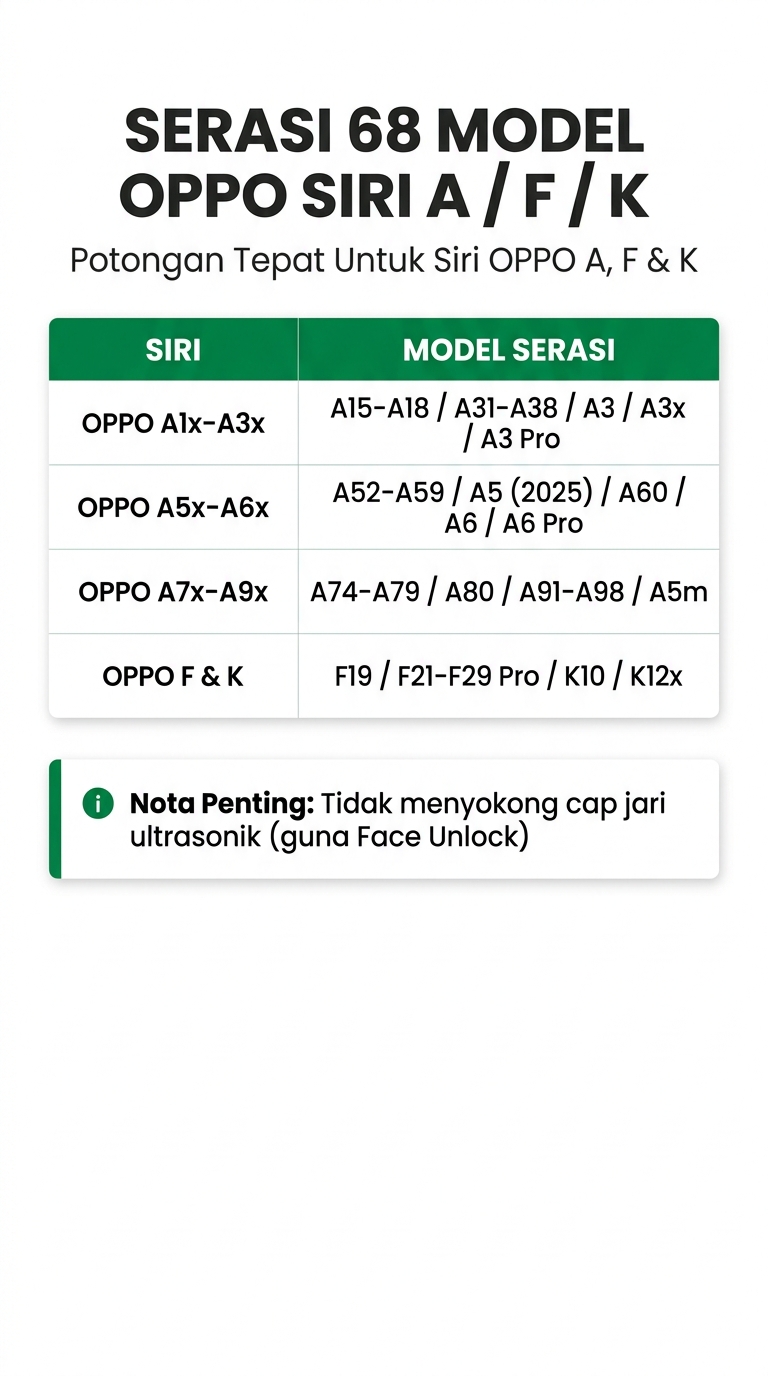 SERASI 68 MODEL
OPPO SIRI A / F / K
Potongan Tepat Untuk Siri OPPO A, F & K
SIRI
MODEL SERASI
OPPO A1x–A3x
A15–A18 / A31–A38 / A3 / A3x
/ A3 Pro
OPPO A5x–A6x
A52–A59 / A5 (2025) / A60 /
A6 / A6 Pro
OPPO A7x–A9x
A74–A79 / A80 / A91–A98 / A5m
OPPO F & K
F19 / F21–F29 Pro / K10 / K12x
Nota Penting: Tidak menyokong cap jari
ultrasonik (guna Face Unlock)